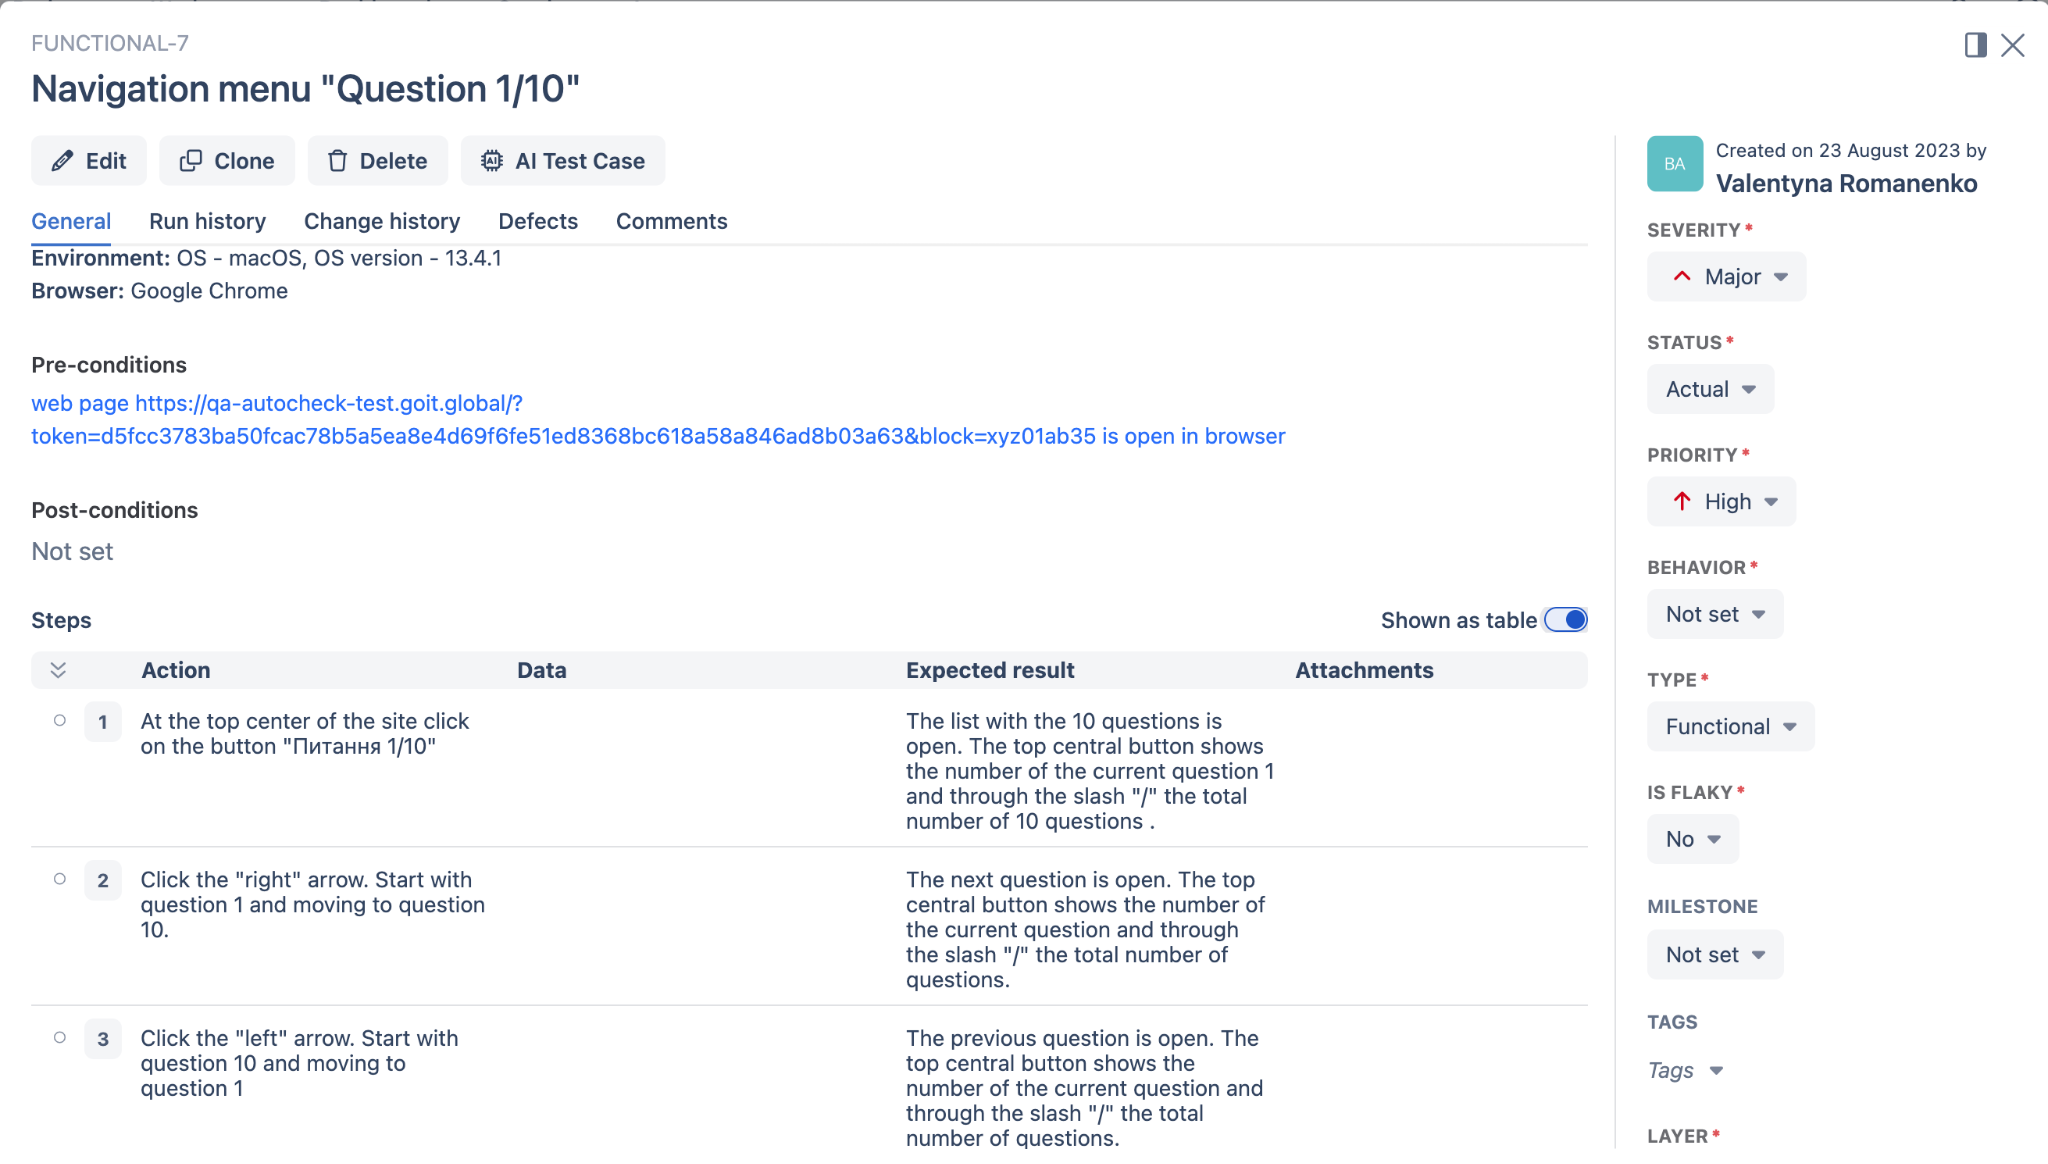 FUNCTIONAL-7
Navigation menu "Question 1/10"
Edit
Clone
Delete
AI Test Case
General
Run history
Change history
Defects
Comments
Environment: OS - macOS, OS version - 13.4.1
Browser: Google Chrome
Pre-conditions
web page https://qa-autocheck-test.goit.global/?
token=d5fcc3783ba50fcac78b5a5ea8e4d69f6fe51ed8368bc618a58a846ad8b03a63&block=xyz01ab35 is open in browser
Post-conditions
Not set
Steps
Shown as table
Action
Data
Expected result
Attachments
1
At the top center of the site click
on the button "Питання 1/10"
The list with the 10 questions is
open. The top central button shows
the number of the current question 1
and through the slash "/" the total
number of 10 questions .
2
Click the "right" arrow. Start with
question 1 and moving to question
10.
The next question is open. The top
central button shows the number of
the current question and through
the slash "/" the total number of
questions.
3
Click the "left" arrow. Start with
question 10 and moving to
question 1
The previous question is open. The
top central button shows the
number of the current question and
through the slash "/" the total
number of questions.
BA
Created on 23 August 2023 by
Valentyna Romanenko
SEVERITY*
Major
STATUS*
Actual
PRIORITY*
High
BEHAVIOR*
Not set
TYPE*
Functional
IS FLAKY*
No
MILESTONE
Not set
TAGS
Tags
LAYER*